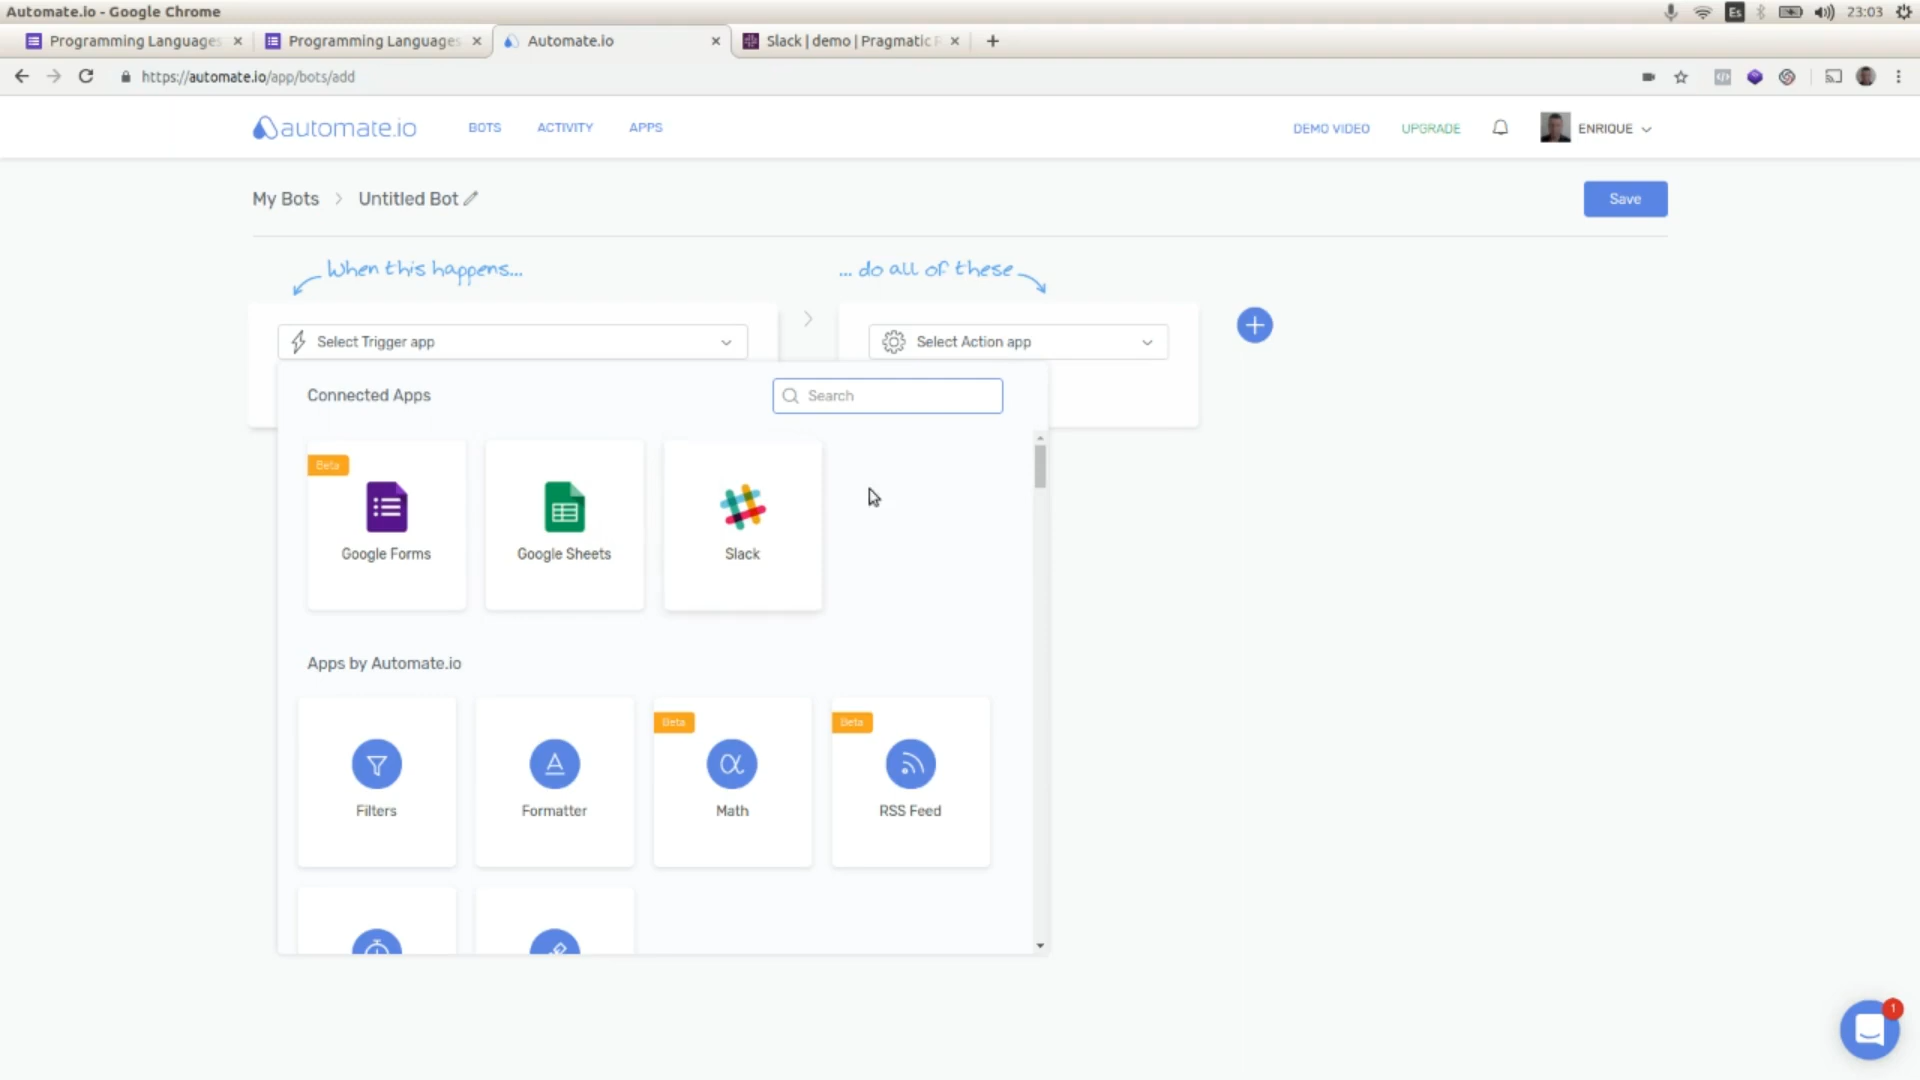 Automate.io - Google Chrome
Es
23:03
Programming Languages
Programming Languages
Automate.io
Slack | demo | Pragmatic R
https://automate.io/app/bots/add
automate.io
BOTS
ACTIVITY
APPS
DEMO VIDEO
UPGRADE
ENRIQUE
My Bots
Untitled Bot
Save
When this happens...
... do all of these
Select Trigger app
Select Action app
Connected Apps
Search
Beta
Google Forms
Google Sheets
Slack
Apps by Automate.io
Beta
Beta
Filters
Formatter
Math
RSS Feed
1